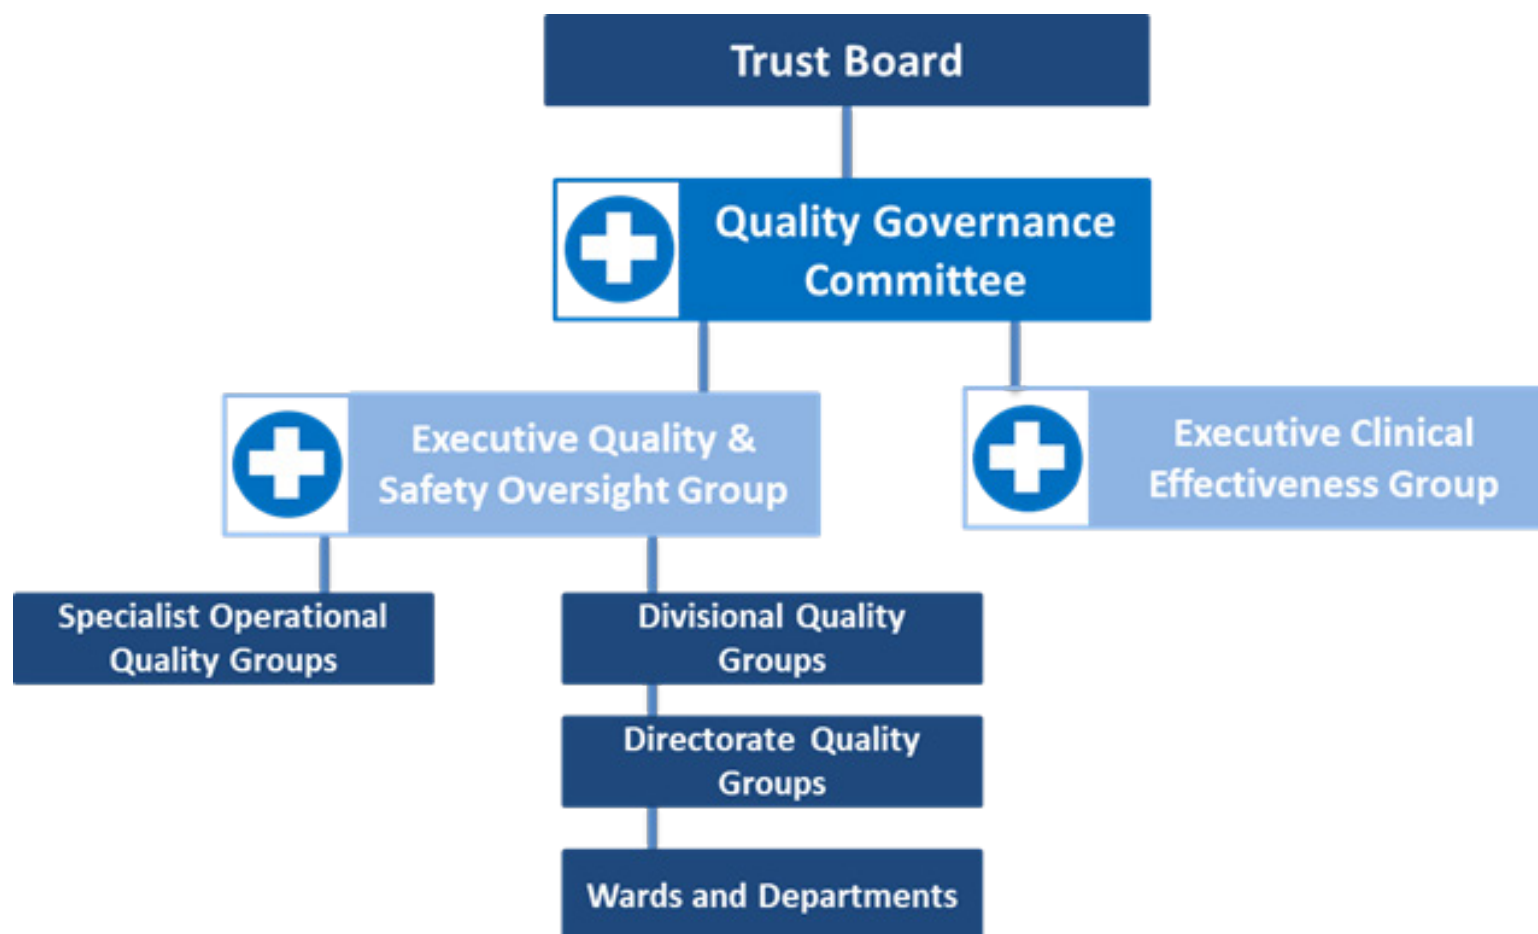 Trust Board
Quality Governance
Committee
Executive Quality &
Safety Oversight Group
Executive Clinical
Effectiveness Group
Specialist Operational
Quality Groups
Divisional Quality
Groups
Directorate Quality
Groups
Wards and Departments